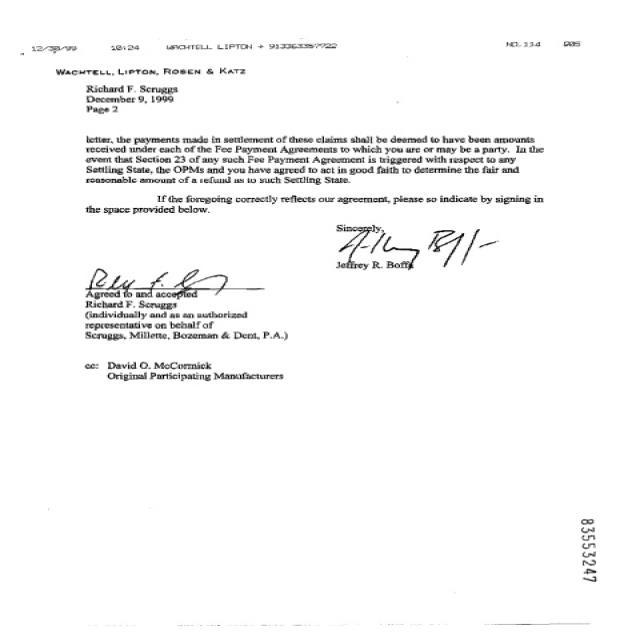 12/30/99 10:24 WACHTELL LIPTON → 913363357722 NO.114 005
WACHTELL, LIPTON, ROSEN & KATZ
Richard F. Scruggs
December 9, 1999
Page 2
letter, the payments made in settlement of these claims shall be deemed to have been amounts
received under each of the Fee Payment Agreements to which you are or may be a party. In the
event that Section 23 of any such Fee Payment Agreement is triggered with respect to any
Settling State, the OPMs and you have agreed to act in good faith to determine the fair and
reasonable amount of a refund as to such Settling State.
If the foregoing correctly reflects our agreement, please so indicate by signing in
the space provided below.
Sincerely,
Jeffrey R. Boffa
Agreed to and accepted
Richard F. Scruggs
(individually and as an authorized
representative on behalf of
Scruggs, Millette, Bozeman & Dent, P.A.)
cc: David O. McCormick
Original Participating Manufacturers
83553247